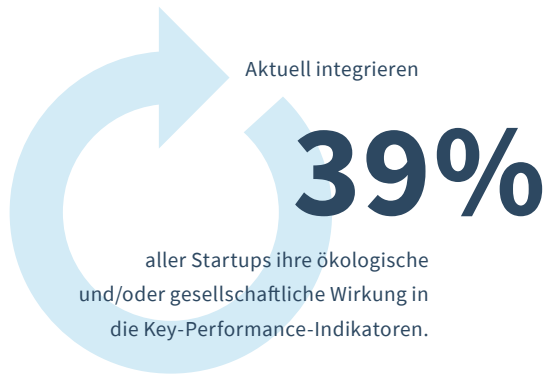 Aktuell integrieren
39%
aller Startups ihre ökologische
und/oder gesellschaftliche Wirkung in
die Key-Performance-Indikatoren.